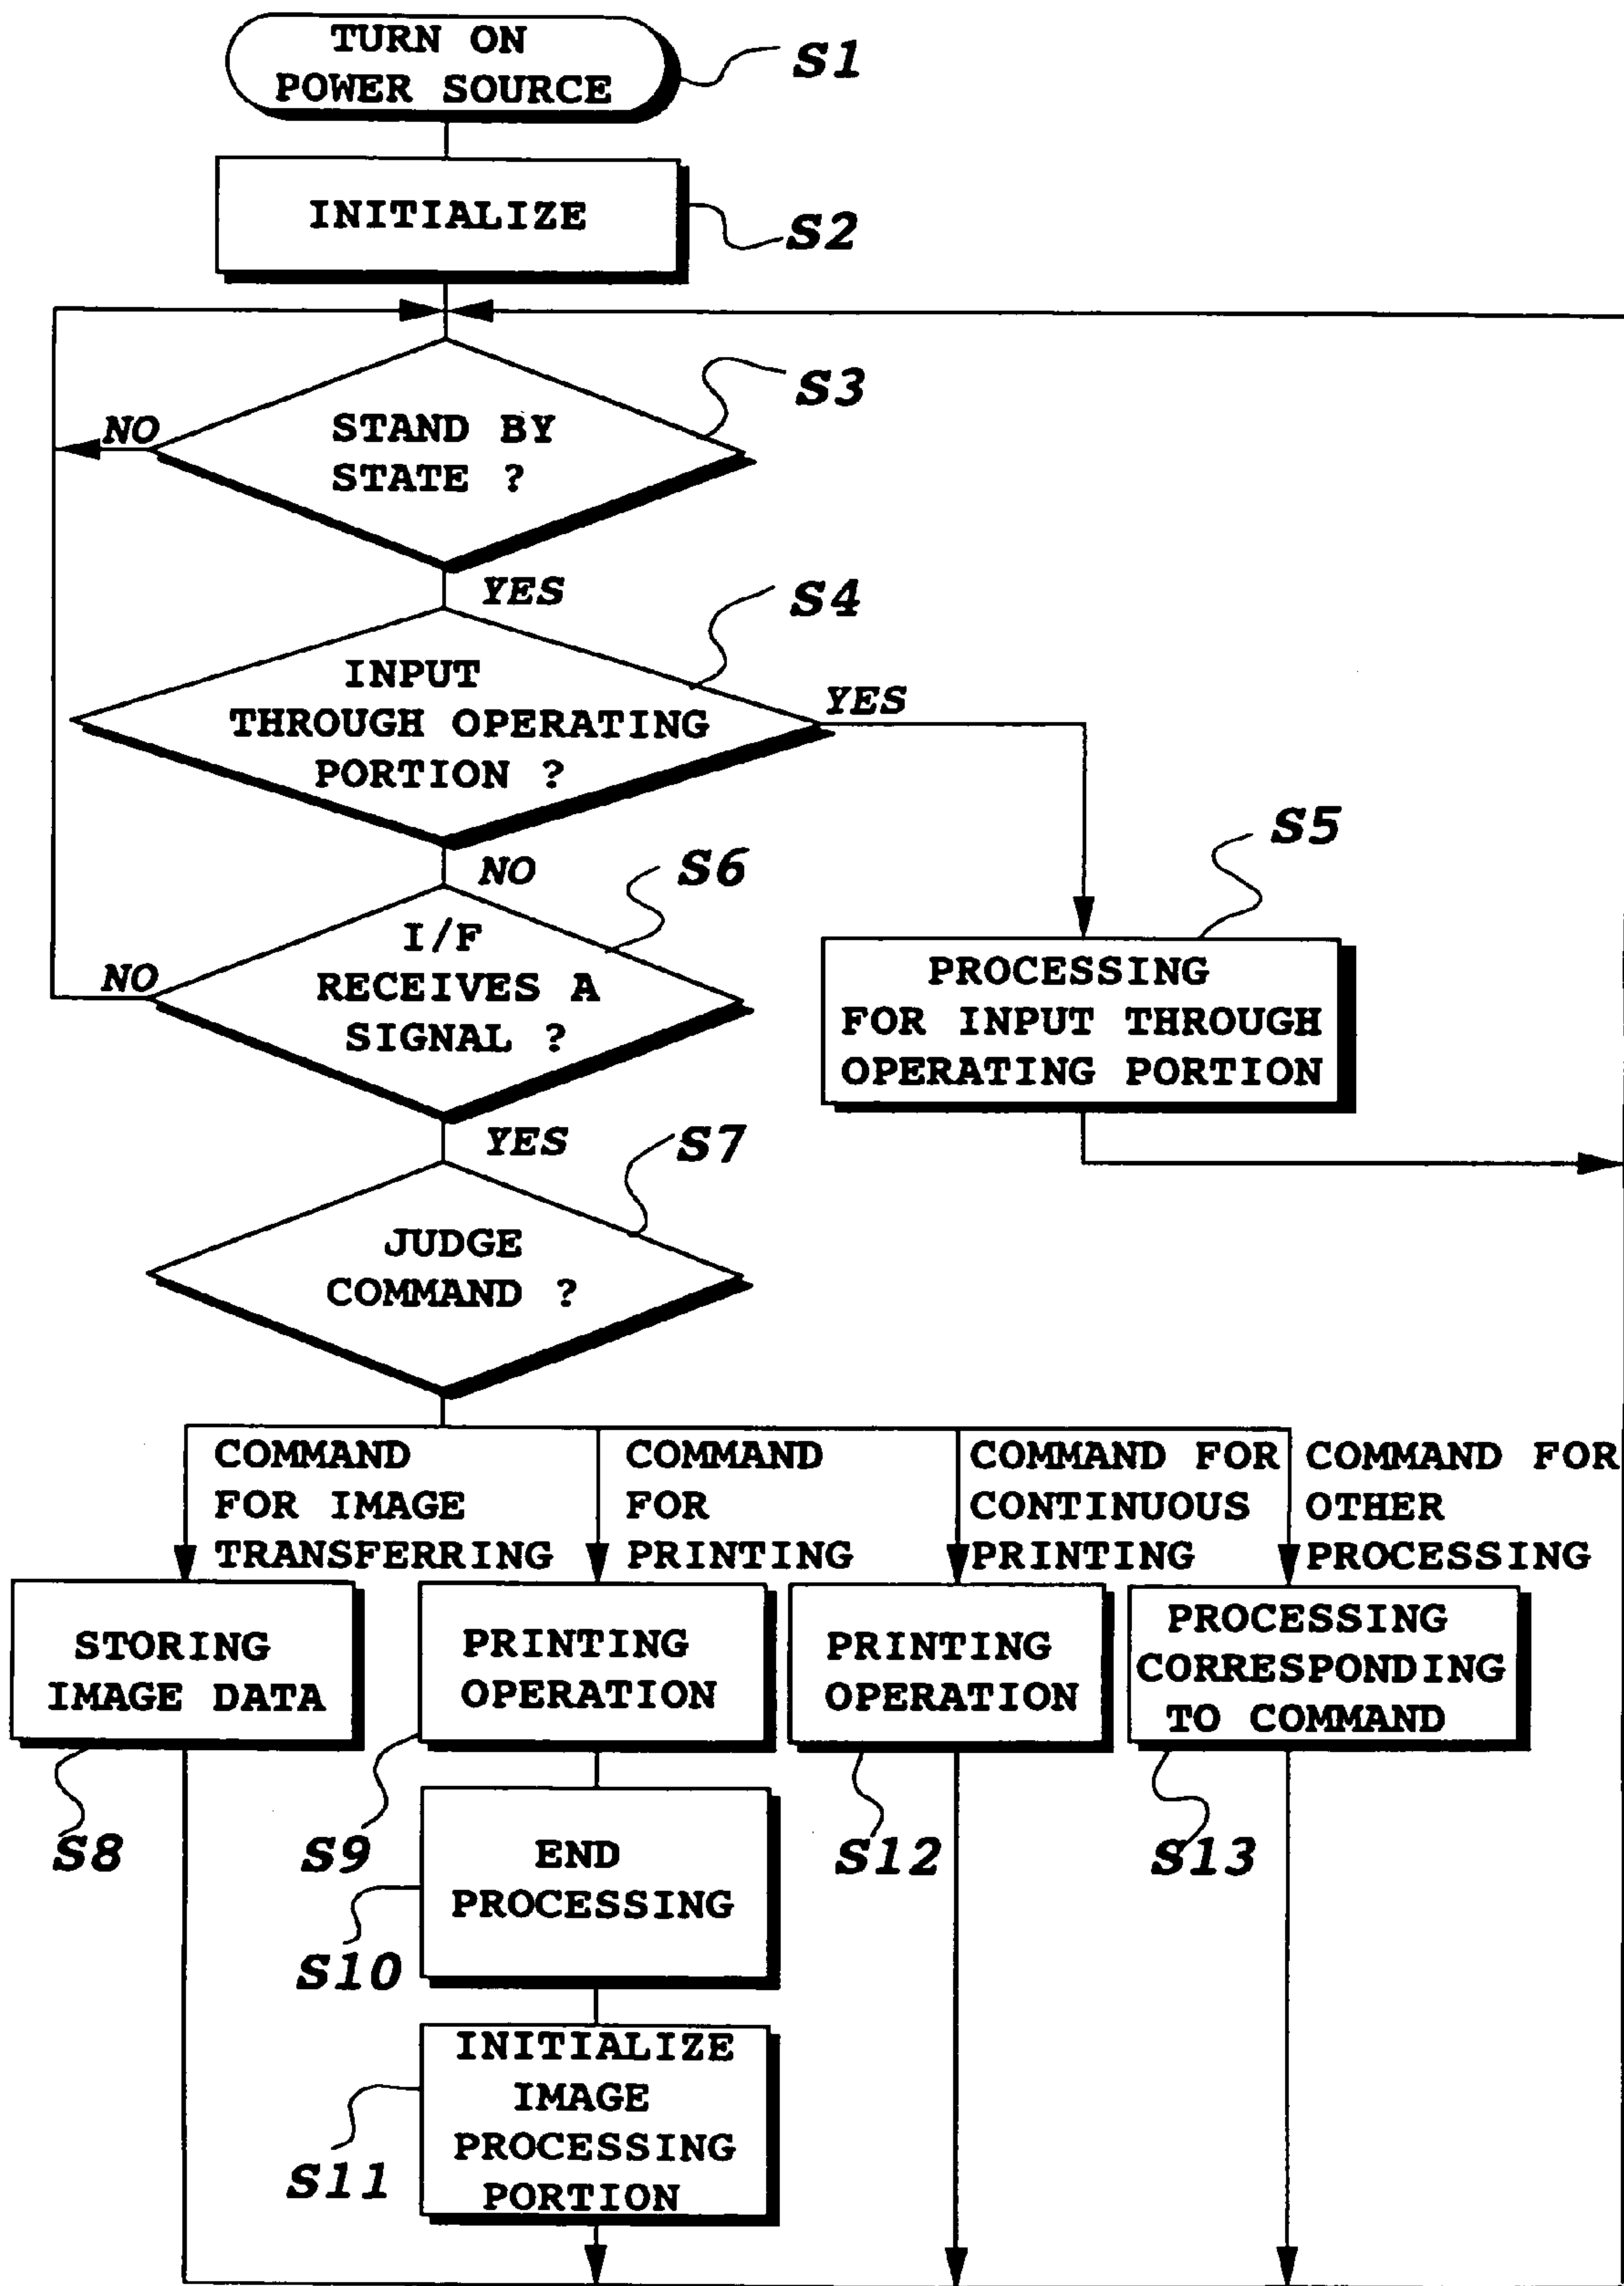 TURN ON
POWER SOURCE
S1
INITIALIZE
S2
STAND BY
STATE ?
S3
NO
YES
S4
INPUT
THROUGH OPERATING
PORTION ?
YES
NO
S5
PROCESSING
FOR INPUT THROUGH
OPERATING PORTION
S6
I/F
RECEIVES A
SIGNAL ?
NO
YES
S7
JUDGE
COMMAND ?
COMMAND
FOR IMAGE
TRANSFERRING
COMMAND
FOR
PRINTING
COMMAND FOR
CONTINUOUS
PRINTING
COMMAND FOR
OTHER
PROCESSING
STORING
IMAGE DATA
PRINTING
OPERATION
PRINTING
OPERATION
PROCESSING
CORRESPONDING
TO COMMAND
S8
S9
S12
S13
END
PROCESSING
S10
INITIALIZE
IMAGE
PROCESSING
PORTION
S11